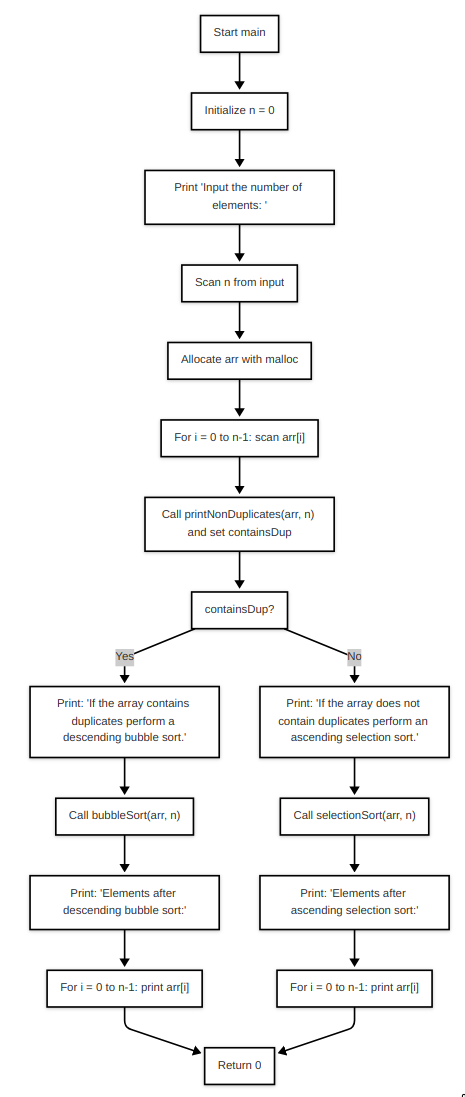 Start main
Initialize n = 0
Print 'Input the number of
elements: '
Scan n from input
Allocate arr with malloc
For i = 0 to n-1: scan arr[i]
Call printNonDuplicates(arr, n)
and set containsDup
containsDup?
Yes
No
Print: 'If the array contains
duplicates perform a
descending bubble sort.'
Print: 'If the array does not
contain duplicates perform an
ascending selection sort.'
Call bubbleSort(arr, n)
Call selectionSort(arr, n)
Print: 'Elements after
descending bubble sort:'
Print: 'Elements after
ascending selection sort:'
For i = 0 to n-1: print arr[i]
For i = 0 to n-1: print arr[i]
Return 0